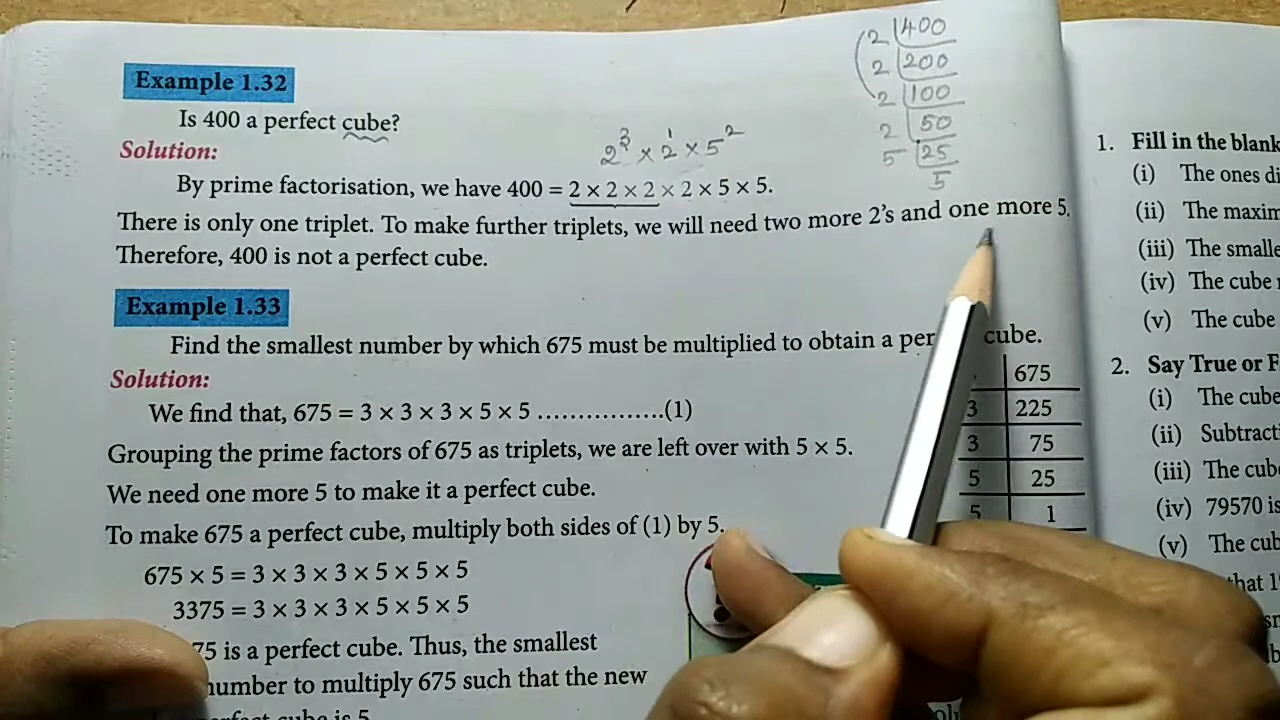 Example 1.32
Is 400 a perfect cube?
Solution:
2³ × 2¹ × 5²
By prime factorisation, we have 400 = 2 × 2 × 2 × 2 × 5 × 5.
There is only one triplet. To make further triplets, we will need two more 2's and one more 5.
Therefore, 400 is not a perfect cube.
2 400
2 200
2 100
2 50
5 25
5
Example 1.33
Find the smallest number by which 675 must be multiplied to obtain a per cube.
Solution:
We find that, 675 = 3 × 3 × 3 × 5 × 5 ................(1)
Grouping the prime factors of 675 as triplets, we are left over with 5 × 5.
We need one more 5 to make it a perfect cube.
To make 675 a perfect cube, multiply both sides of (1) by 5.
675 × 5 = 3 × 3 × 3 × 5 × 5 × 5
3375 = 3 × 3 × 3 × 5 × 5 × 5
75 is a perfect cube. Thus, the smallest
number to multiply 675 such that the new
cube is 5
675
3 225
3 75
5 25
5 1
1. Fill in the blank
(i) The ones di
(ii) The maxim
(iii) The smalle
(iv) The cube
(v) The cube
2. Say True or F
(i) The cube
(ii) Subtracti
(iii) The cub
(iv) 79570 is
(v) The cub
that 1